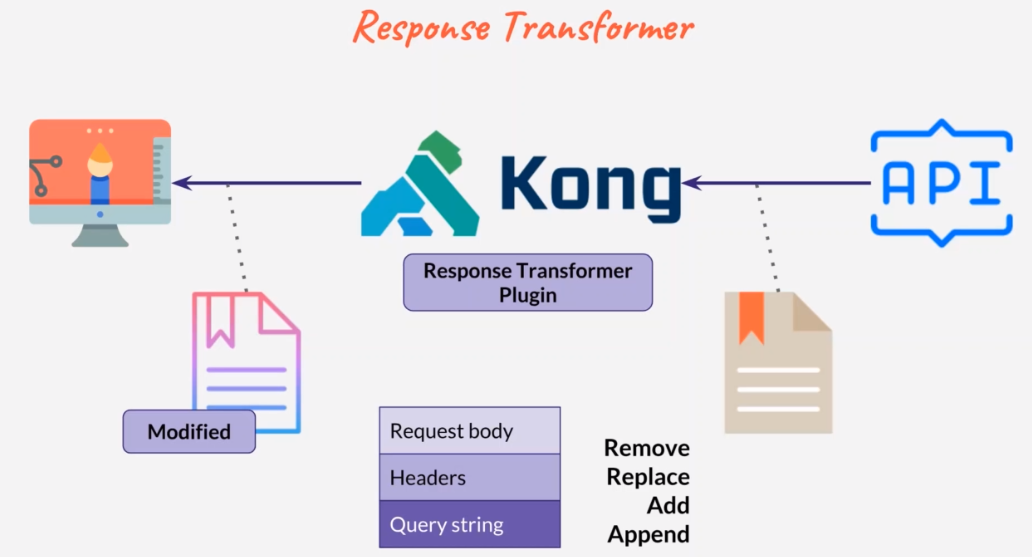 Response Transformer
Kong
API
Response Transformer
Plugin
Modified
Request body
Headers
Query string
Remove
Replace
Add
Append